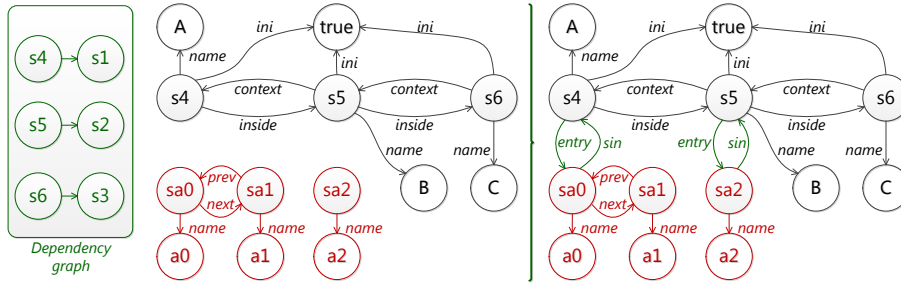 s4 s1
s5 s2
s6 s3
Dependency
graph
A true
name ini ini
ini
s4 context s5 context s6
inside inside
name name
B C
sa0 prev sa1 sa2
next
name name name
a0 a1 a2
A true
name ini ini
ini
s4 context s5 context s6
inside inside
entry sin entry sin name name
B C
sa0 prev sa1 sa2
next
name name name
a0 a1 a2